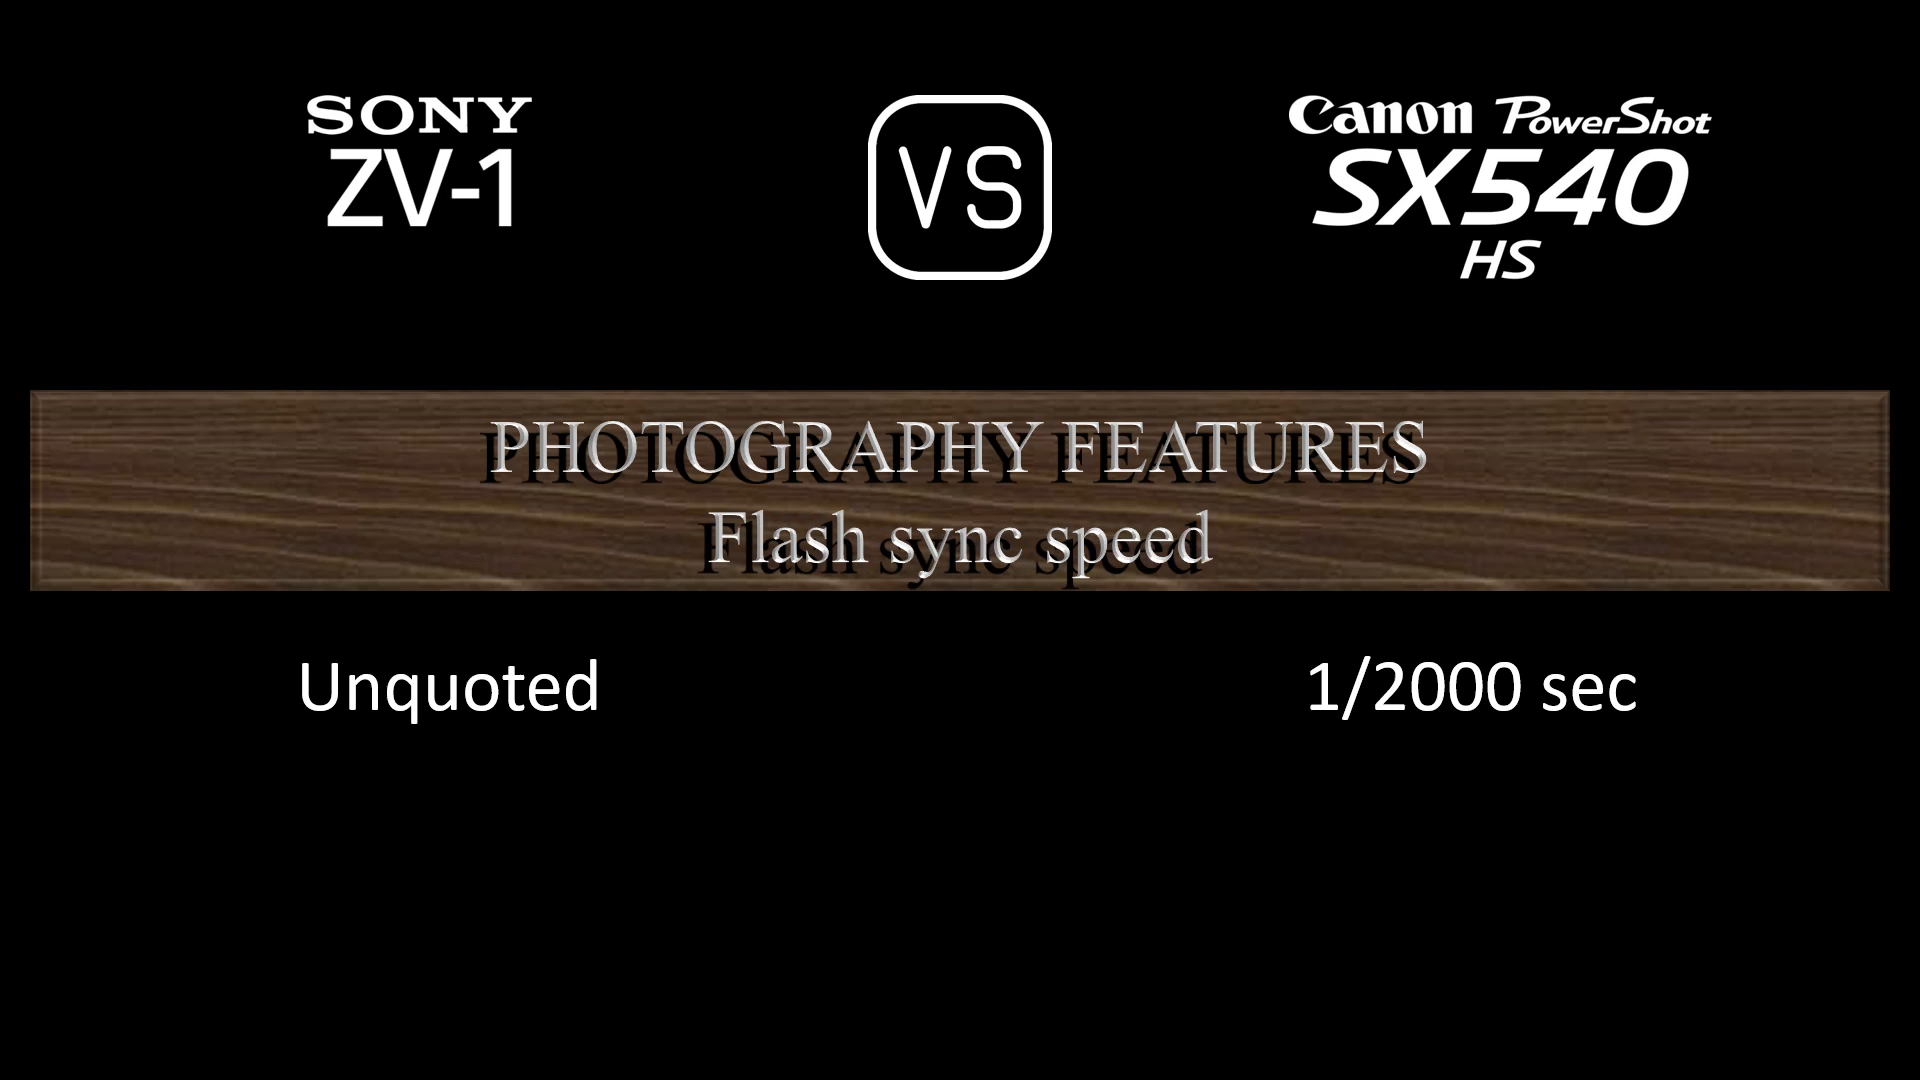 SONY
ZV-1
VS
Canon PowerShot
SX540
HS
PHOTOGRAPHY FEATURES
Flash sync speed
Unquoted
1/2000 sec